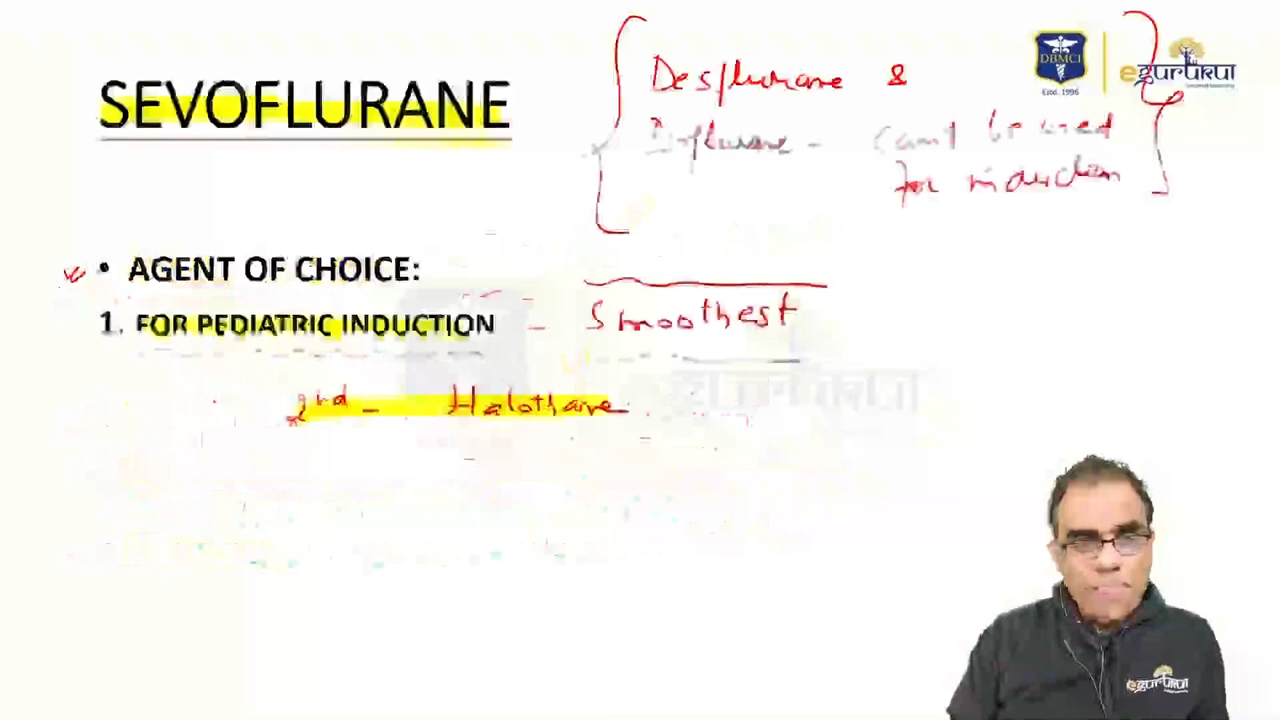 SEVOFLURANE
Desflurane &
- Can't be used
for induction
DBMCI
Estd. 1996
egurukul
• AGENT OF CHOICE:
1. FOR PEDIATRIC INDUCTION - Smoothest
2nd - Halothane
egurukul